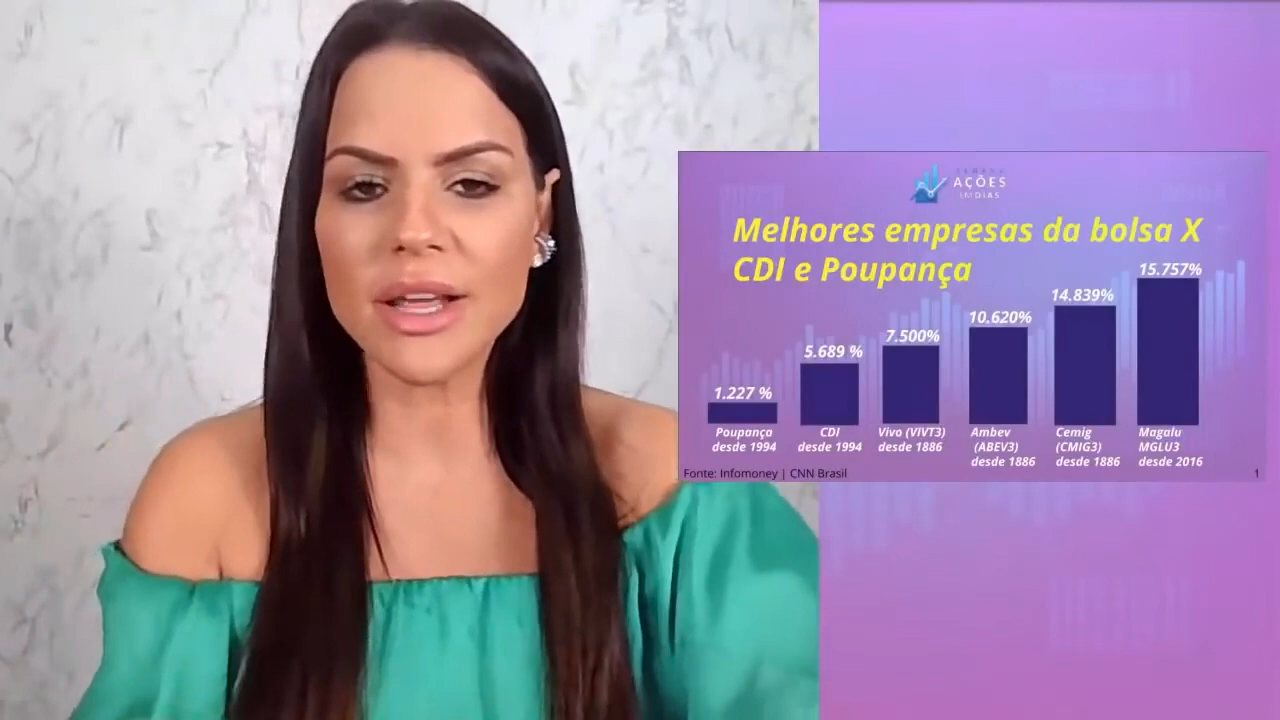 AÇÕES
EM DIAS
Melhores empresas da bolsa X
CDI e Poupança
1.227 %
5.689 %
7.500%
10.620%
14.839%
15.757%
Poupança
desde 1994
CDI
desde 1994
Vivo (VIVT3)
desde 1886
Ambev
(ABEV3)
desde 1886
Cemig
(CMIG3)
desde 1886
Magalu
MGLU3
desde 2016
Fonte: Infomoney | CNN Brasil
1